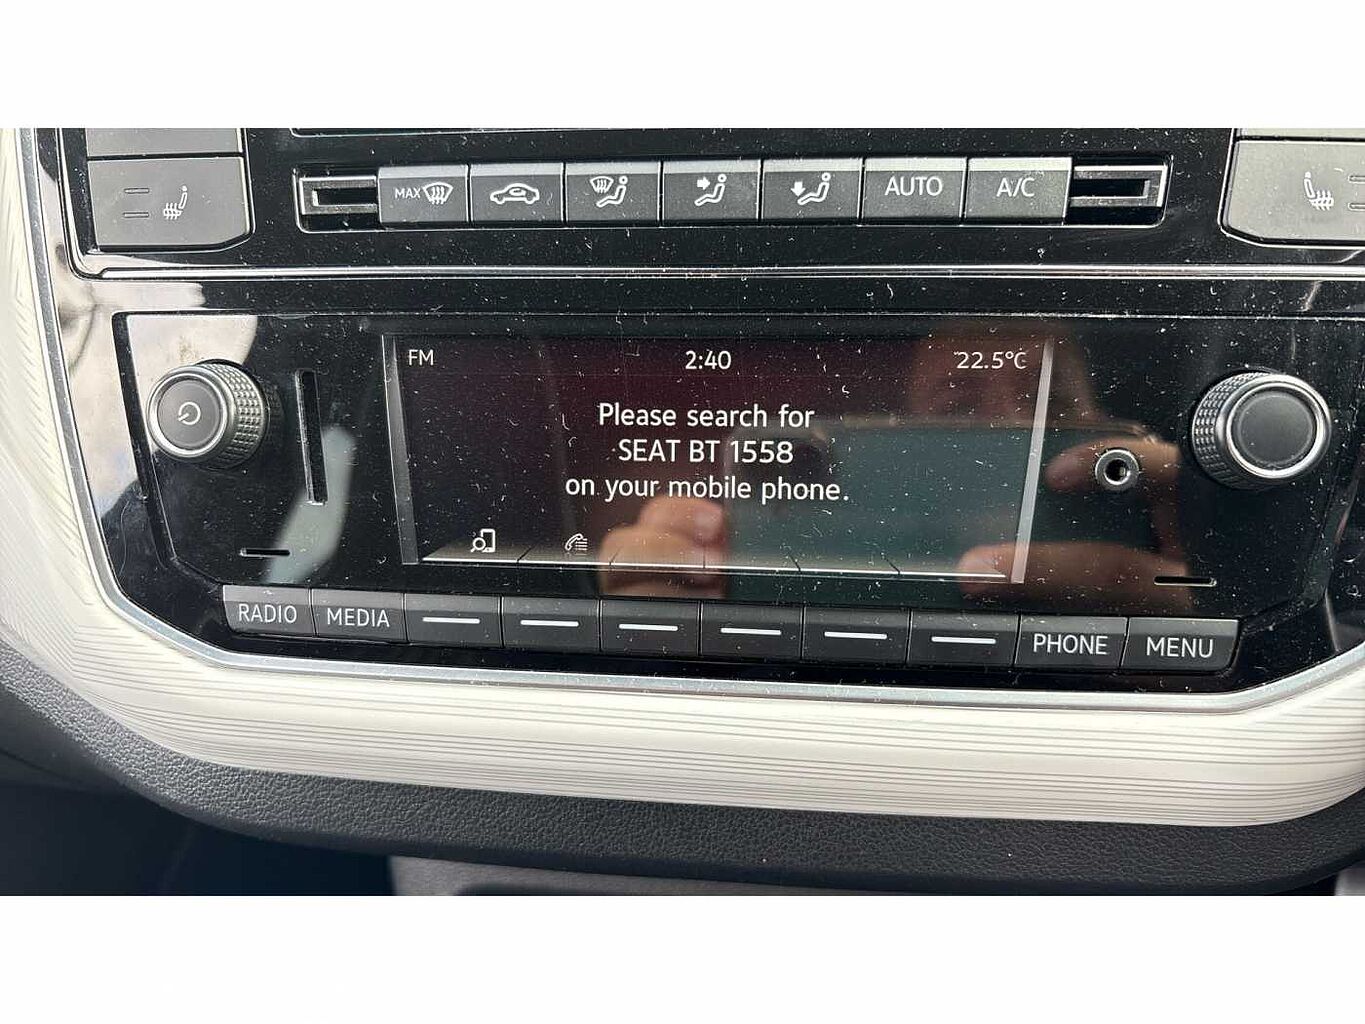 MAX
AUTO
A/C
FM 2:40 22.5°C
Please search for
SEAT BT 1558
on your mobile phone.
RADIO MEDIA PHONE MENU